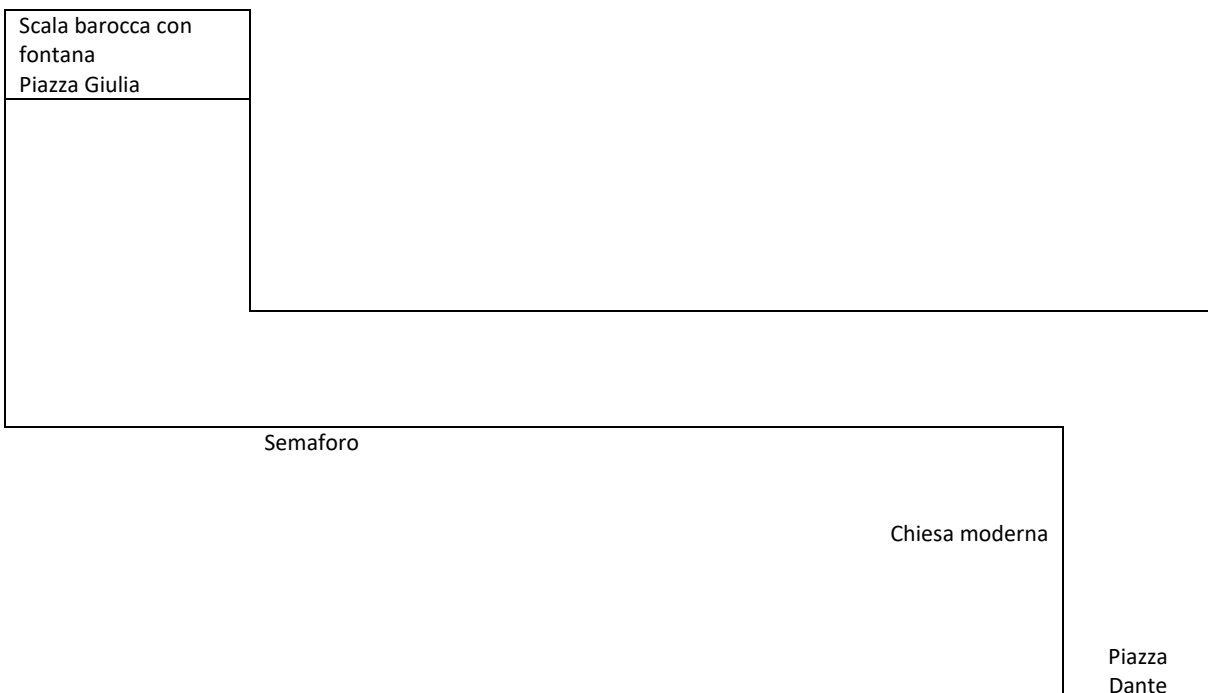 Scala barocca con
fontana
Piazza Giulia
Semaforo
Chiesa moderna
Piazza
Dante